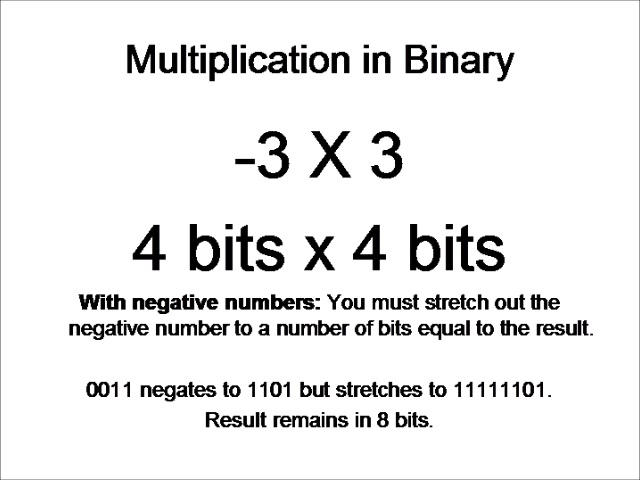 Multiplication in Binary
-3 X 3
4 bits x 4 bits
With negative numbers: You must stretch out the
negative number to a number of bits equal to the result.
0011 negates to 1101 but stretches to 11111101.
Result remains in 8 bits.